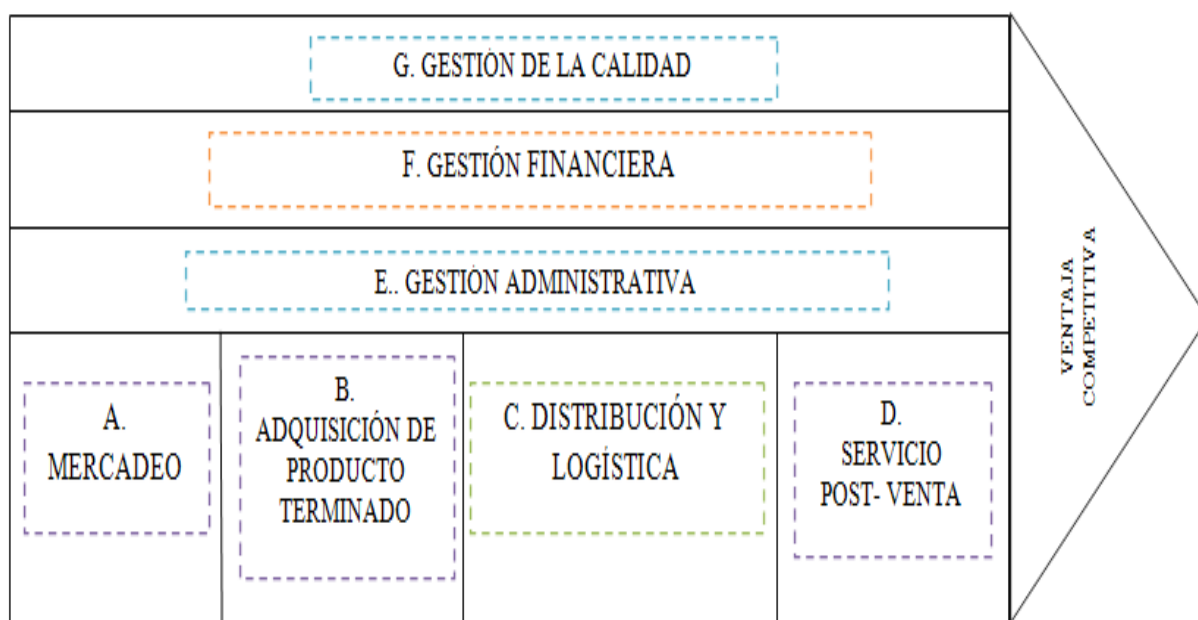 G. GESTIÓN DE LA CALIDAD
F. GESTIÓN FINANCIERA
E.. GESTIÓN ADMINISTRATIVA
A.
MERCADEO
B.
ADQUISICIÓN DE
PRODUCTO
TERMINADO
C. DISTRIBUCIÓN Y
LOGÍSTICA
D.
SERVICIO
POST- VENTA
VENTAJA
COMPETITIVA